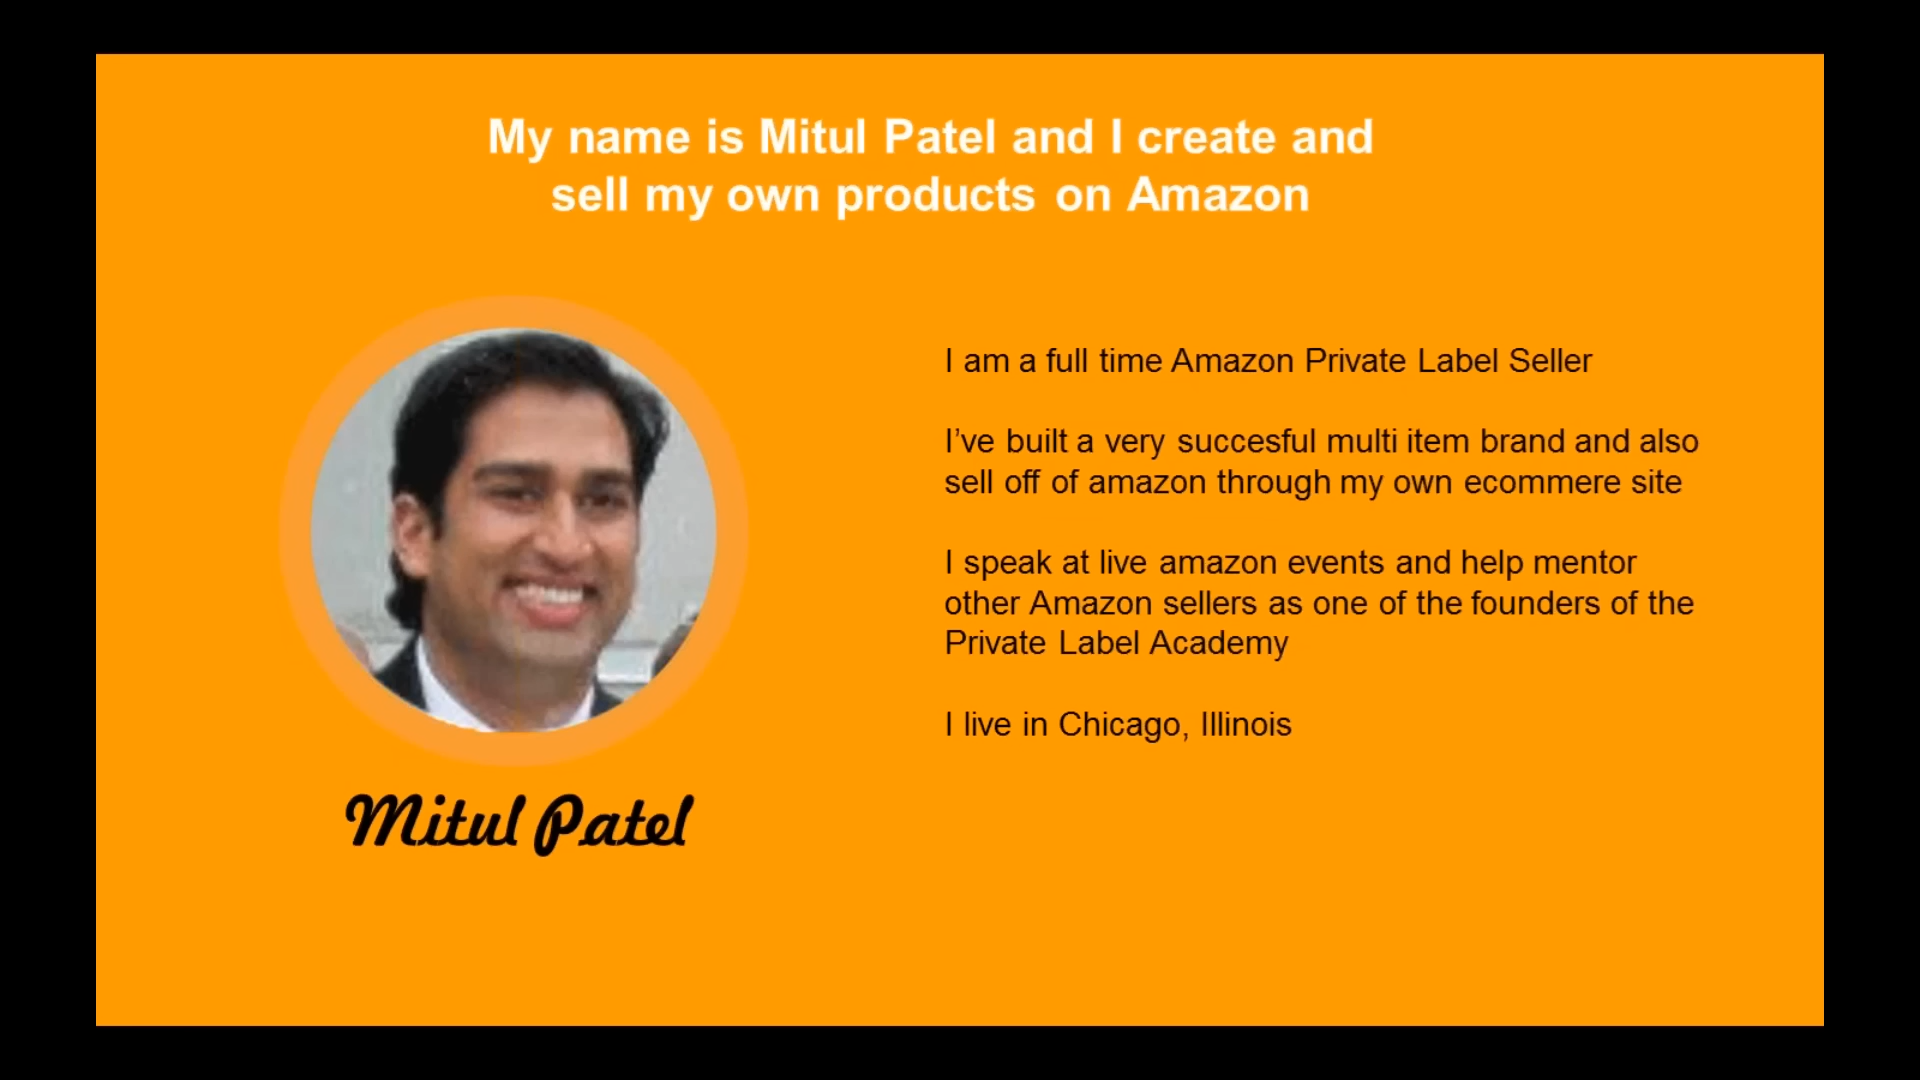 My name is Mitul Patel and I create and
sell my own products on Amazon
I am a full time Amazon Private Label Seller
I’ve built a very succesful multi item brand and also
sell off of amazon through my own ecommere site
I speak at live amazon events and help mentor
other Amazon sellers as one of the founders of the
Private Label Academy
I live in Chicago, Illinois
Mitul Patel